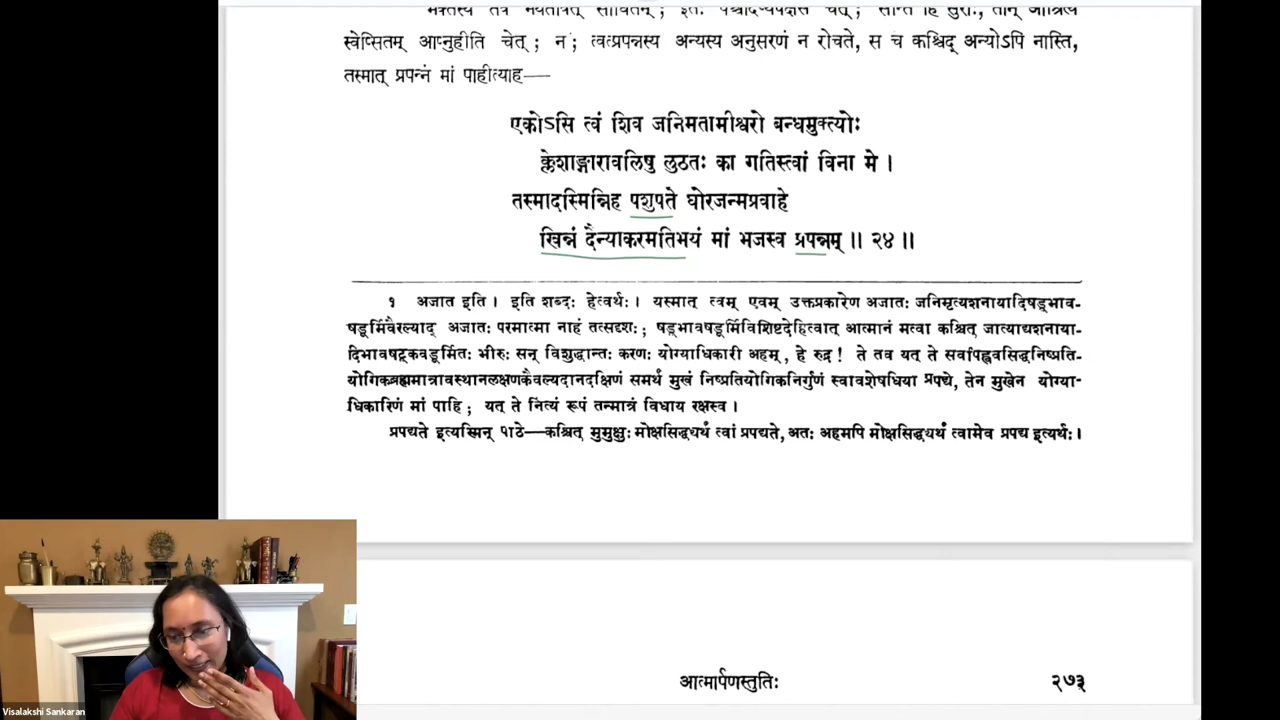 स्वेप्सितम् आप्नुहीति चेत् ; न ; त्वत्प्रपन्नस्य अन्यस्य अनुसरणं न रोचते, स च कश्चिद् अन्योऽपि नास्ति,
तस्मात् प्रपन्नं मां पाहीत्याह—
एकोऽसि त्वं शिव जनिमतामीश्वरो बन्धमुक्त्योः
क्लेशाङ्गारावलिषु लुठतः का गतिस्त्वां विना मे ।
तस्मादस्मिन्निह पशुपते घोरजन्मप्रवाहे
खिन्नं दैन्याकरमतिभयं मां भजस्व प्रपन्नम् ॥ २४ ॥
१ अजात इति । इति शब्दः हेत्वर्थः । यस्मात् त्वम् एवम् उक्तप्रकारेण अजातः जनिमृत्यशनायादिषड्भाव-
षडूर्मिवैरल्याद् अजातः परमात्मा नाहं तत्सदृशः ; षड्भावषडूर्मिविशिष्टदेहित्वात् आत्मानं मत्वा कश्चित् जात्याद्यशनाया-
दिभावषट्कवडूर्मितः भीरुः सन् विशुद्धान्तः करणः योग्याधिकारी अहम् , हे रुद्र ! ते तव यत् ते सर्वापह्नवसिद्धनिष्प्रति-
योगिकब्रह्ममात्रावस्थानलक्षणकैवल्यदानदक्षिणं समर्थं मुखं निष्प्रतियोगिकनिर्गुणं स्वावशेषधिया प्रपद्ये, तेन मुखेन योग्या-
धिकारिणं मां पाहि ; यत् ते नित्यं रूपं तन्मात्रं विधाय रक्षस्व ।
प्रपद्यते इत्यस्मिन् पाठे—कश्चित् मुमुक्षुः मोक्षसिद्ध्यर्थं त्वां प्रपद्यते, अतः अहमपि मोक्षसिद्ध्यर्थं त्वामेव प्रपद्य इत्यर्थः ।
आत्मार्पणस्तुतिः २७३
Visalakshi Sankaran